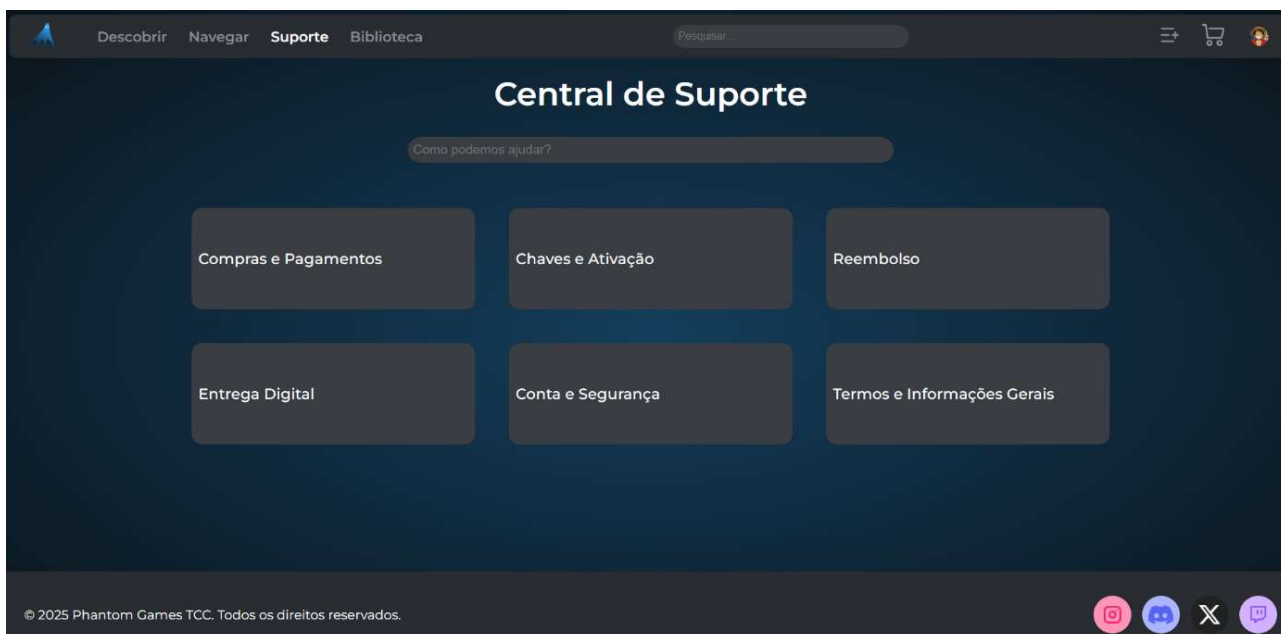 Descobrir Navegar Suporte Biblioteca Pesquisar...
Central de Suporte
Como podemos ajudar?
Compras e Pagamentos Chaves e Ativação Reembolso
Entrega Digital Conta e Segurança Termos e Informações Gerais
© 2025 Phantom Games TCC. Todos os direitos reservados.